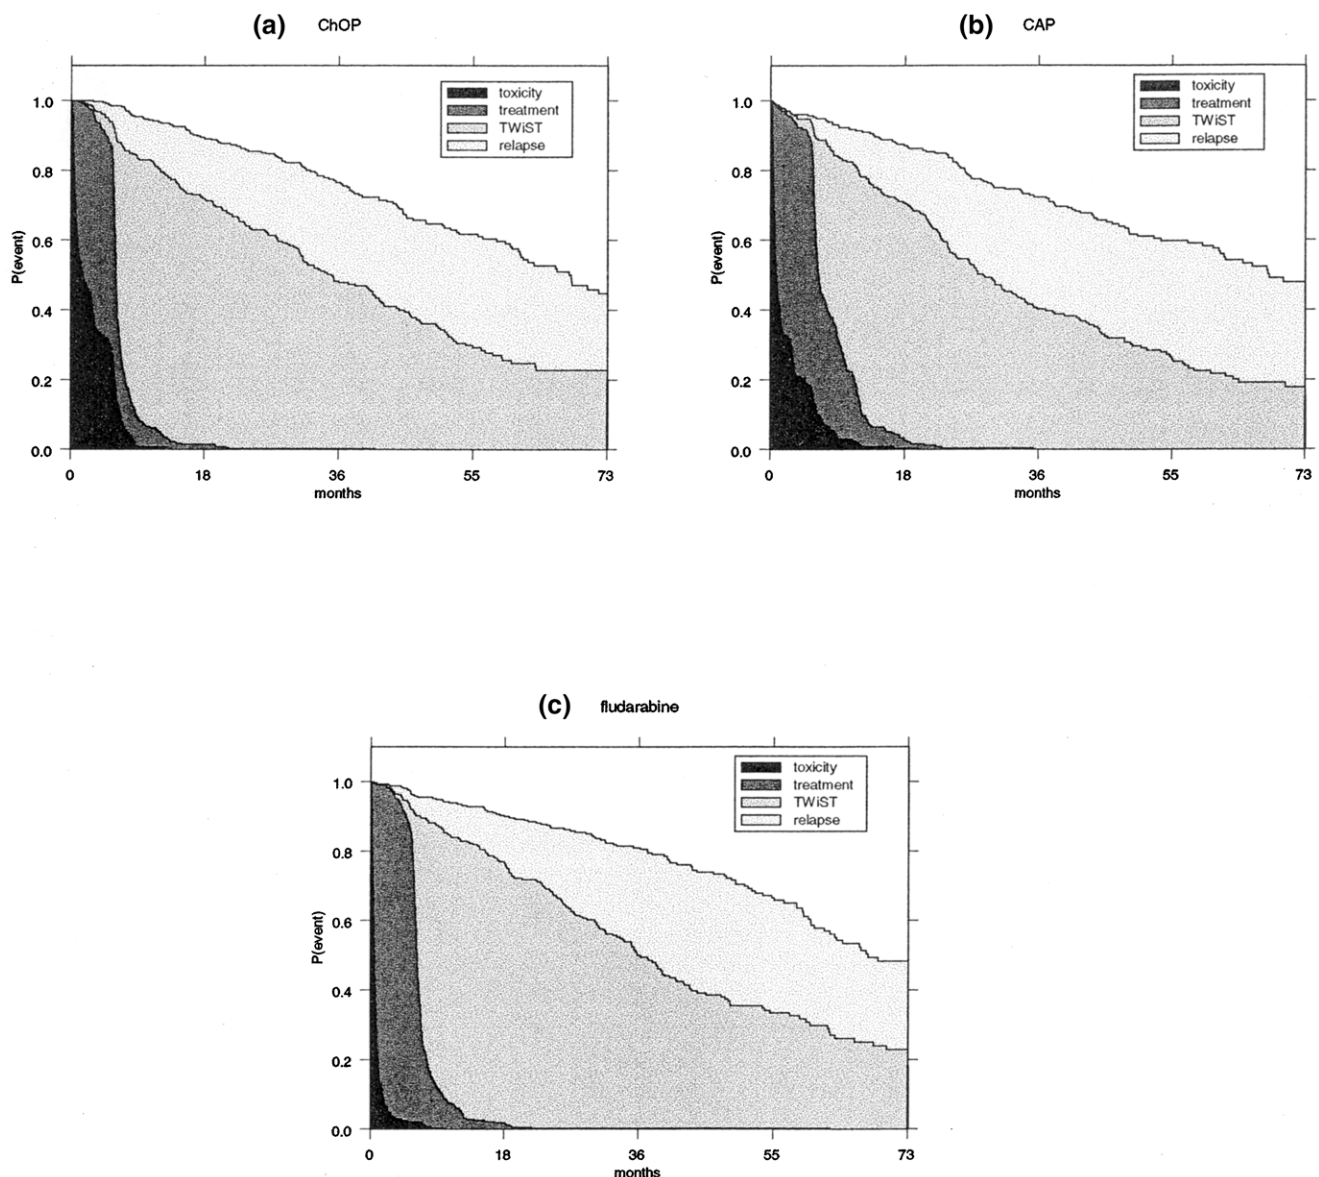 (a) ChOP
toxicity
treatment
TWiST
relapse
1.0
0.8
0.6
0.4
0.2
0.0
P(event)
0 18 36 55 73
months
(b) CAP
toxicity
treatment
TWiST
relapse
1.0
0.8
0.6
0.4
0.2
0.0
P(event)
0 18 36 55 73
months
(c) fludarabine
toxicity
treatment
TWiST
relapse
1.0
0.8
0.6
0.4
0.2
0.0
P(event)
0 18 36 55 73
months